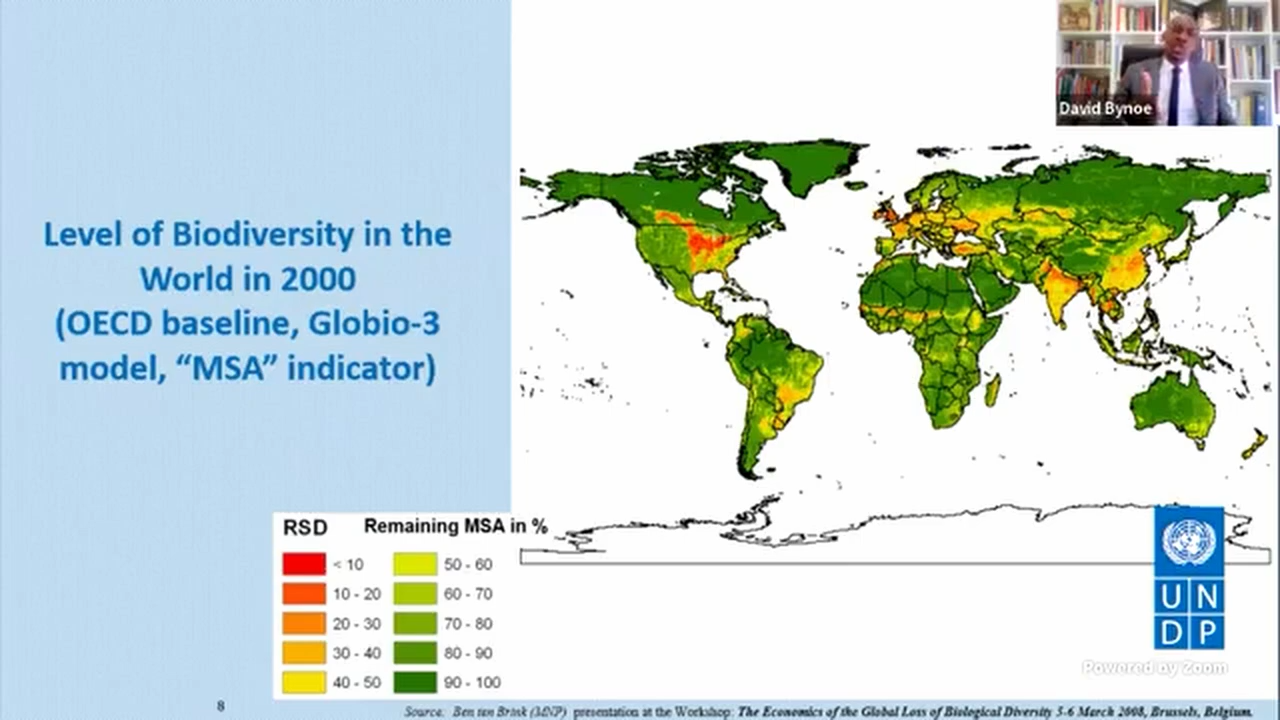 David Bynoe
Level of Biodiversity in the
World in 2000
(OECD baseline, Globio-3
model, “MSA” indicator)
RSD Remaining MSA in %
< 10 50 - 60
10 - 20 60 - 70
20 - 30 70 - 80
30 - 40 80 - 90
40 - 50 90 - 100
U N
D P
Powered by Zoom
8
Source: Ben ten Brink (MNP) presentation at the Workshop: The Economics of the Global Loss of Biological Diversity 5-6 March 2008, Brussels, Belgium.